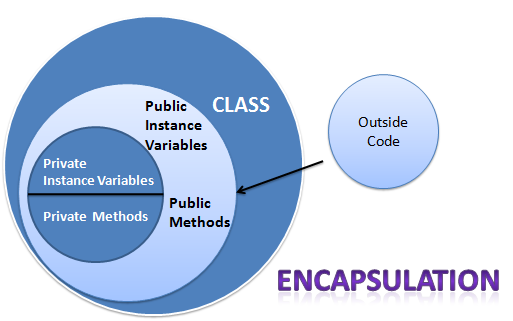 CLASS
Public
Instance
Variables
Private
Instance Variables
Private Methods
Public
Methods
Outside
Code
ENCAPSULATION